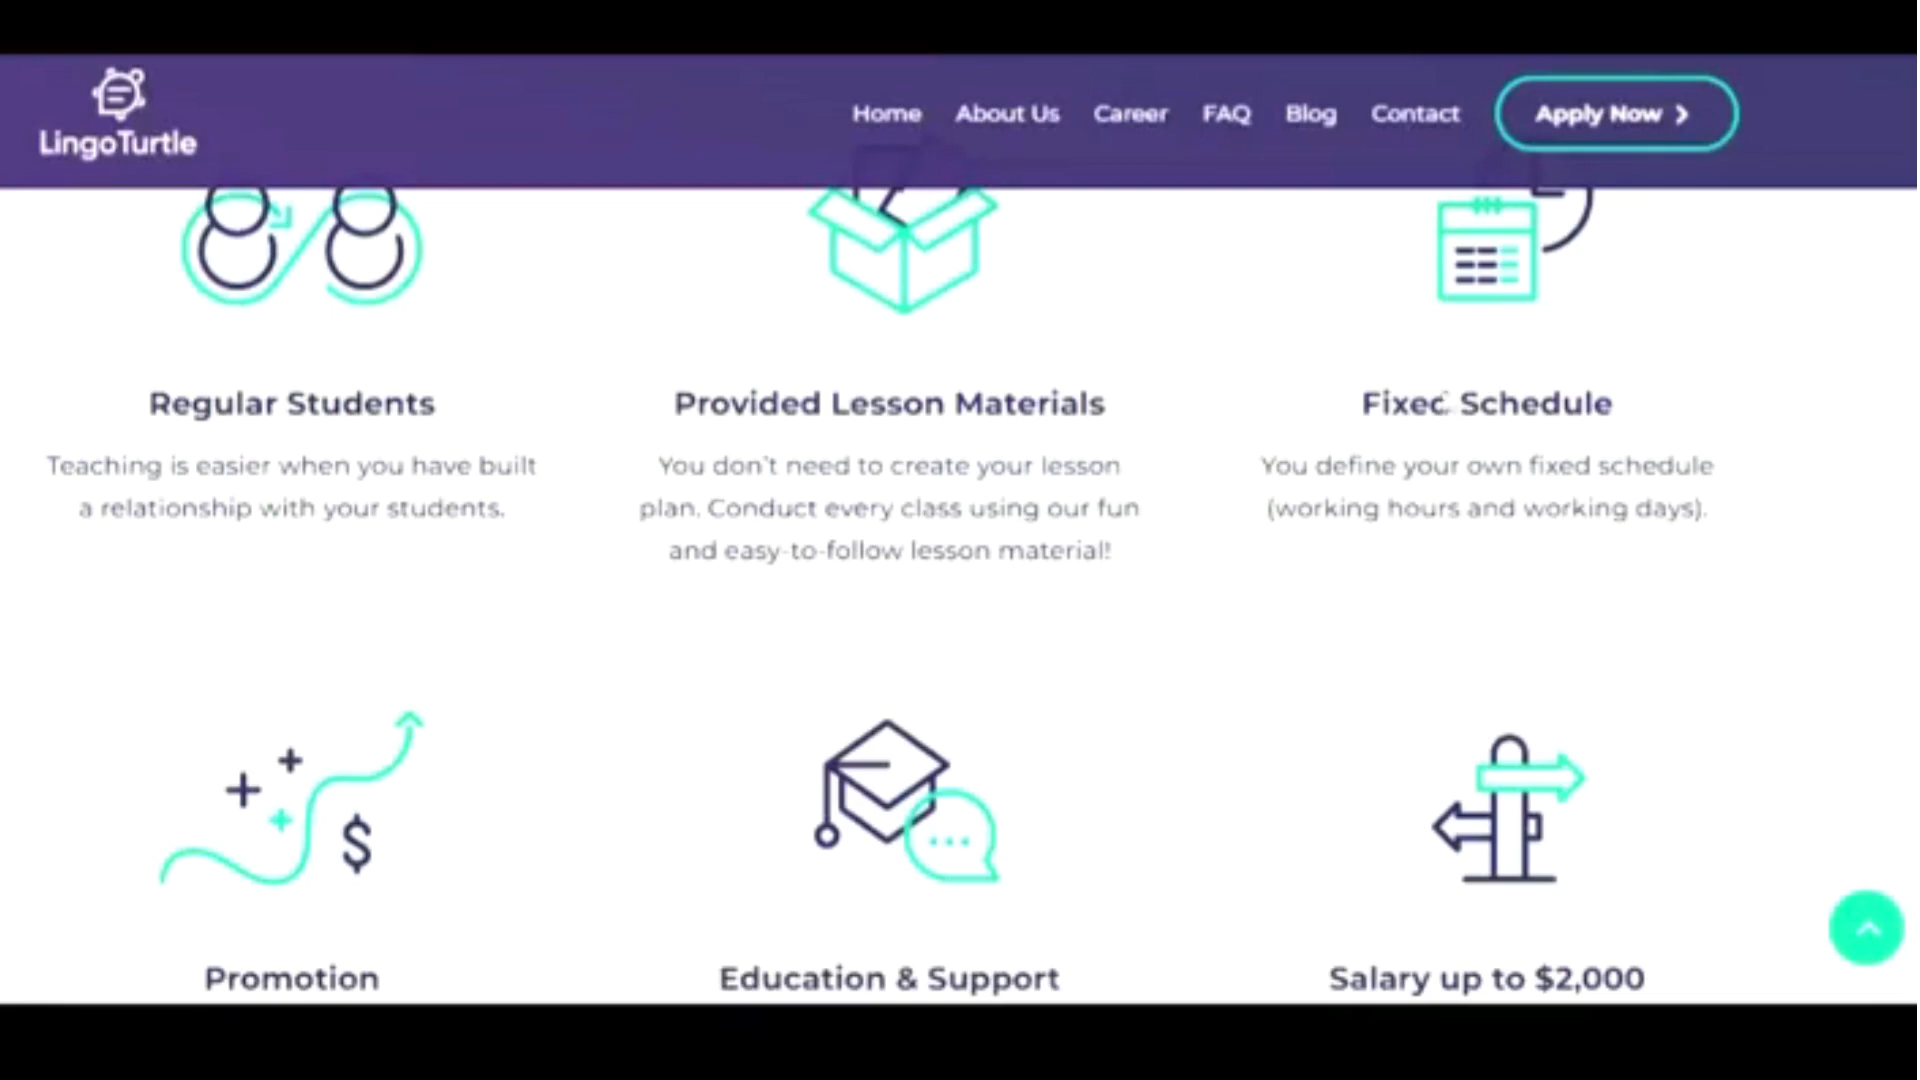 LingoTurtle
Home About Us Career FAQ Blog Contact Apply Now
Regular Students
Teaching is easier when you have built
a relationship with your students.
Provided Lesson Materials
You don't need to create your lesson
plan. Conduct every class using our fun
and easy-to-follow lesson material!
Fixed Schedule
You define your own fixed schedule
(working hours and working days).
$
Promotion
Education & Support
Salary up to $2,000